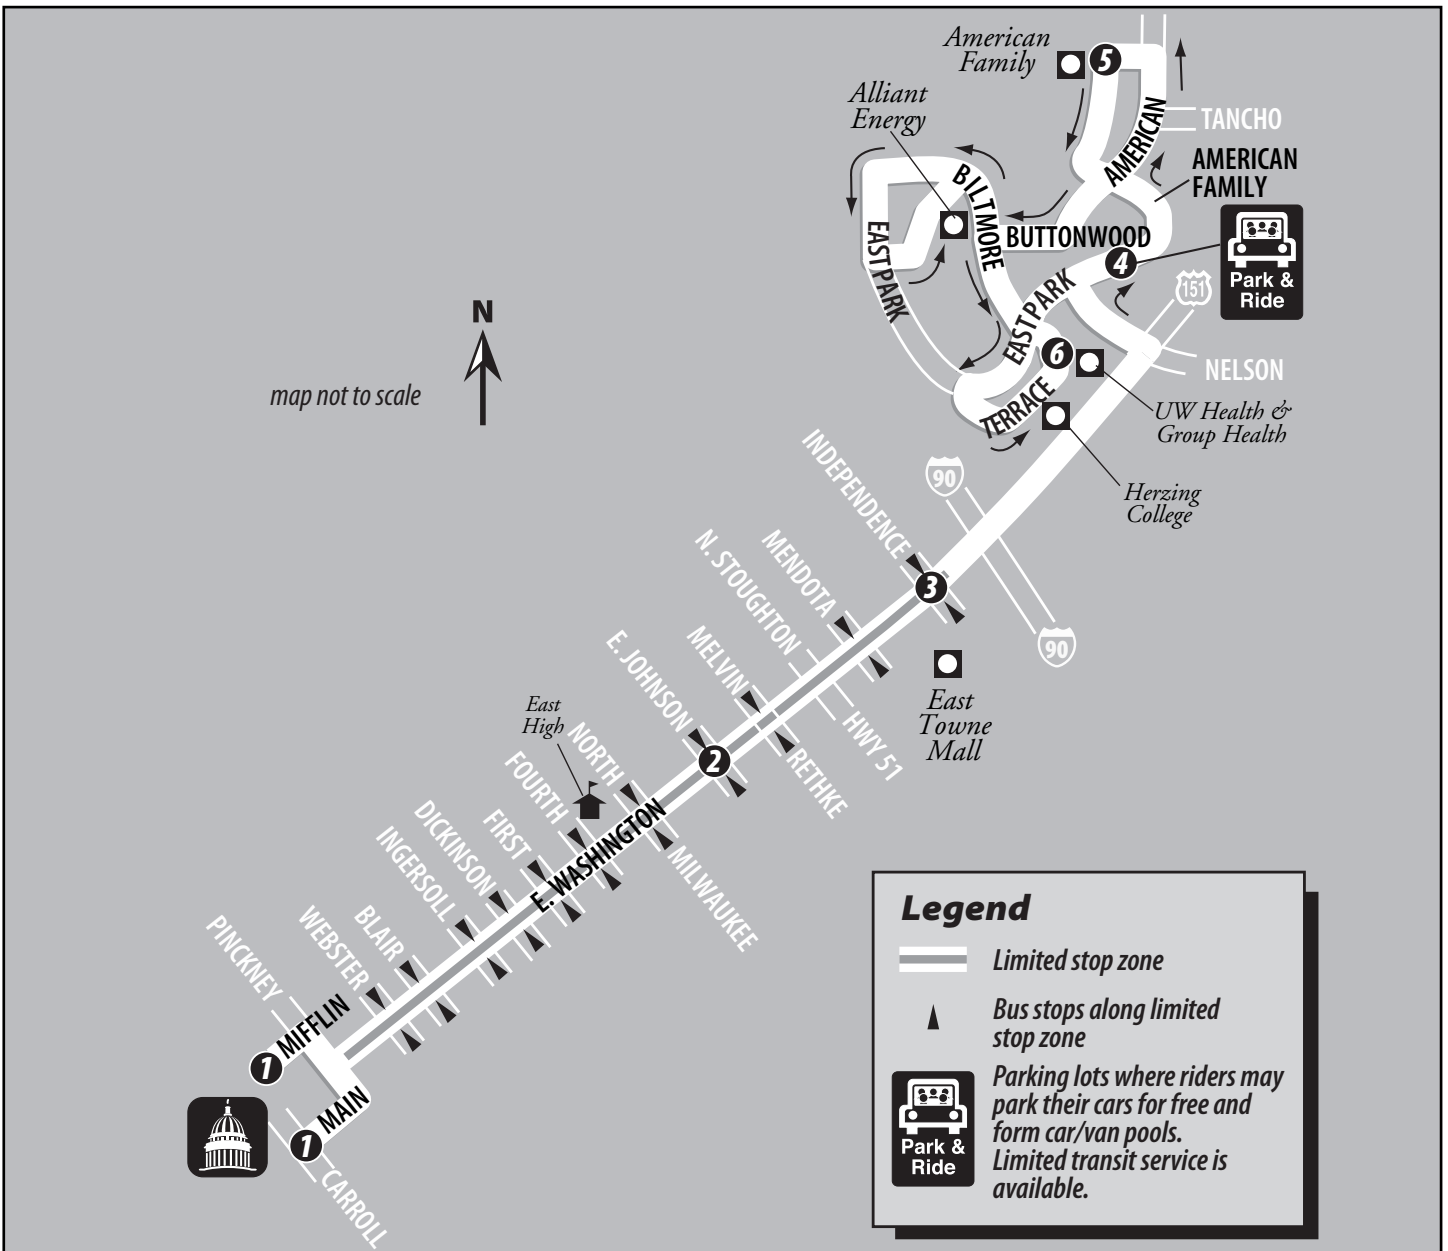 American
Family
5
Alliant
Energy
TANCHO
AMERICAN
AMERICAN
FAMILY
BILTMORE
EASTPARK
BUTTONWOOD
4
Park &
Ride
151
EASTPARK
EASTPARK
6
NELSON
TERRACE
UW Health &
Group Health
Herzing
College
N
map not to scale
90
INDEPENDENCE
MENDOTA
N. STOUGHTON
3
90
MELVIN
E. JOHNSON
East
Towne
Mall
HWY 51
RETHKE
2
East
High
NORTH
FOURTH
FIRST
DICKINSON
INGERSOLL
E. WASHINGTON
MILWAUKEE
BLAIR
WEBSTER
PINCKNEY
MIFFLIN
1
MAIN
1
CARROLL
Legend
Limited stop zone
Bus stops along limited
stop zone
Park &
Ride
Parking lots where riders may
park their cars for free and
form car/van pools.
Limited transit service is
available.